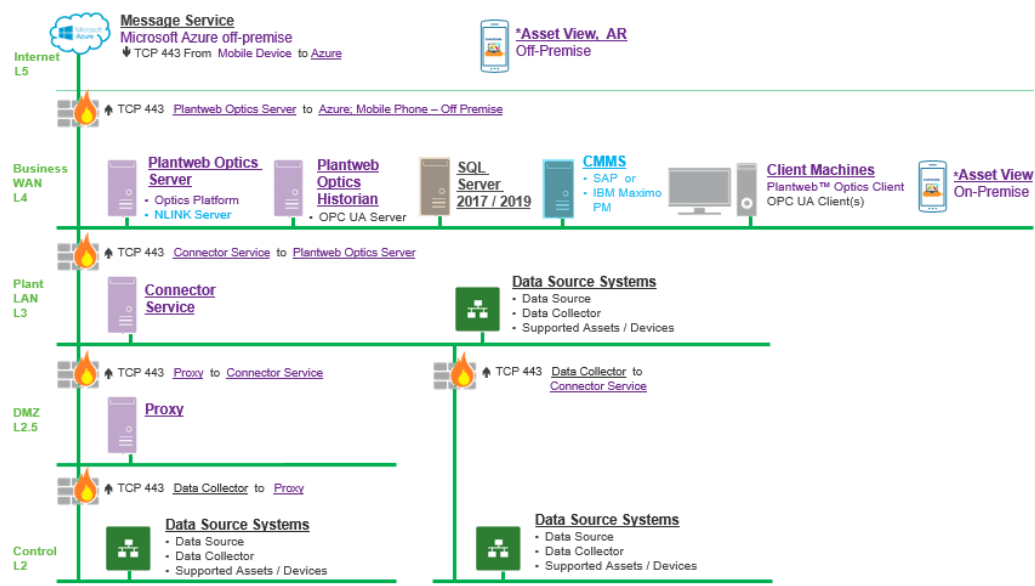 Microsoft
Azure
Message Service
Microsoft Azure off-premise
TCP 443 From Mobile Device to Azure
*Asset View, AR
Off-Premise
Internet
L5
TCP 443 Plantweb Optics Server to Azure; Mobile Phone – Off Premise
Business
WAN
L4
Plantweb Optics
Server
• Optics Platform
• NLINK Server
Plantweb
Optics
Historian
• OPC UA Server
SQL
Server
2017 / 2019
CMMS
• SAP or
• IBM Maximo
PM
Client Machines
Plantweb™ Optics Client
OPC UA Client(s)
*Asset View
On-Premise
TCP 443 Connector Service to Plantweb Optics Server
Plant
LAN
L3
Connector
Service
Data Source Systems
• Data Source
• Data Collector
• Supported Assets / Devices
TCP 443 Proxy to Connector Service
TCP 443 Data Collector to
Connector Service
DMZ
L2.5
Proxy
TCP 443 Data Collector to Proxy
Control
L2
Data Source Systems
• Data Source
• Data Collector
• Supported Assets / Devices
Data Source Systems
• Data Source
• Data Collector
• Supported Assets / Devices